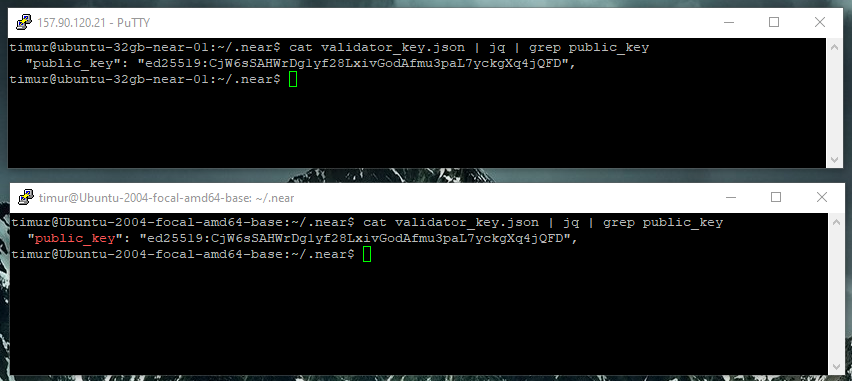 157.90.120.21 - PuTTY
timur@ubuntu-32gb-near-01:~/.near$ cat validator_key.json | jq | grep public_key
"public_key": "ed25519:CjW6sSAHWrDg1yf28LxivGodAfmu3paL7yckgXq4jQFD",
timur@ubuntu-32gb-near-01:~/.near$
timur@Ubuntu-2004-focal-amd64-base: ~/.near
timur@Ubuntu-2004-focal-amd64-base:~/.near$ cat validator_key.json | jq | grep public_key
"public_key": "ed25519:CjW6sSAHWrDg1yf28LxivGodAfmu3paL7yckgXq4jQFD",
timur@Ubuntu-2004-focal-amd64-base:~/.near$